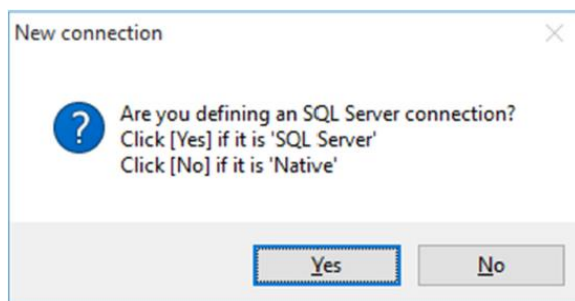 New connection
Are you defining an SQL Server connection?
Click [Yes] if it is 'SQL Server'
Click [No] if it is 'Native'
Yes
No